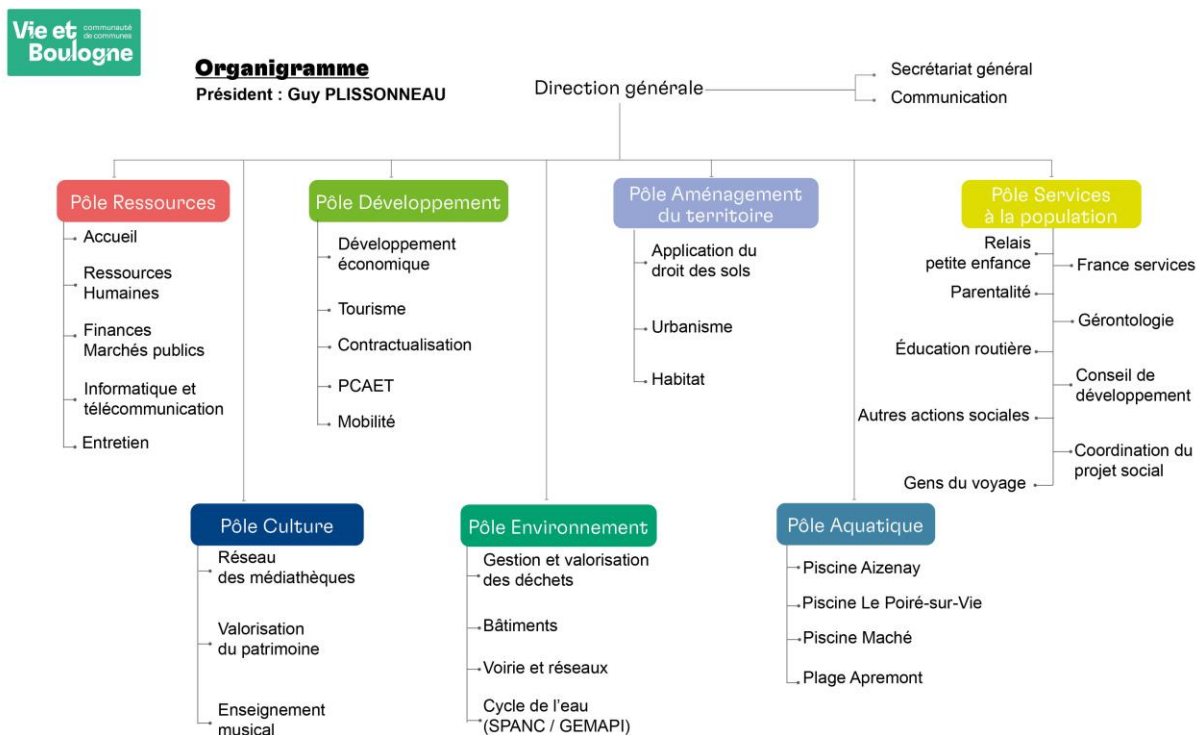 Vie et
Boulogne
communauté
de communes
Organigramme
Président : Guy PLISSONNEAU
Direction générale
Secrétariat général
Communication
Pôle Ressources
Accueil
Ressources
Humaines
Finances
Marchés publics
Informatique et
télécommunication
Entretien
Pôle Développement
Développement
économique
Tourisme
Contractualisation
PCAET
Mobilité
Pôle Aménagement
du territoire
Application du
droit des sols
Urbanisme
Habitat
Pôle Services
à la population
Relais
petite enfance
France services
Parentalité
Gérontologie
Éducation routière
Conseil de
développement
Autres actions sociales
Coordination du
projet social
Gens du voyage
Pôle Culture
Réseau
des médiathèques
Valorisation
du patrimoine
Enseignement
musical
Pôle Environnement
Gestion et valorisation
des déchets
Bâtiments
Voirie et réseaux
Cycle de l'eau
(SPANC / GEMAPI)
Pôle Aquatique
Piscine Aizenay
Piscine Le Poiré-sur-Vie
Piscine Maché
Plage Apremont